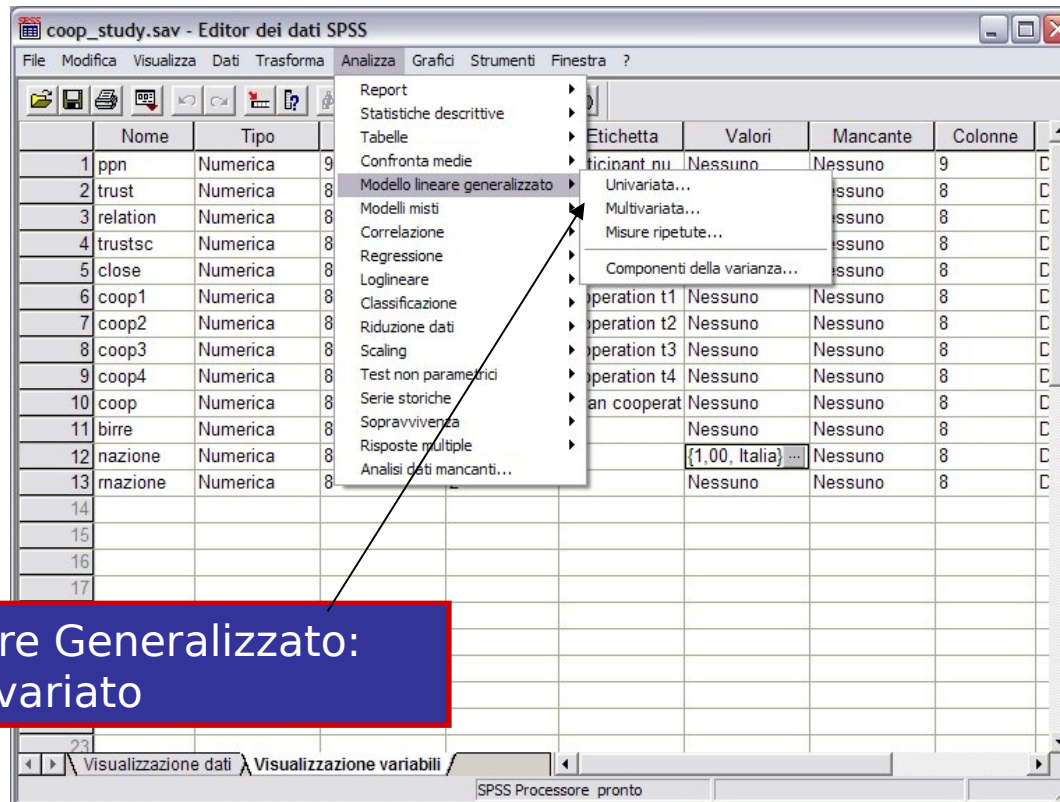 coop_study.sav - Editor dei dati SPSS
File Modifica Visualizza Dati Trasforma Analizza Grafici Strumenti Finestra ?
Report
Statistiche descrittive
Tabelle
Confronta medie
Modello lineare generalizzato
Modelli misti
Correlazione
Regressione
Loglineare
Classificazione
Riduzione dati
Scaling
Test non parametrici
Serie storiche
Sopravvivenza
Risposte multiple
Analisi dati mancanti...
Univariata...
Multivariata...
Misure ripetute...
Componenti della varianza...
Nome Tipo Etichetta Valori Mancante Colonne
1 ppn Numerica 9 ticipant nu Nessuno Nessuno 9
2 trust Numerica 8 essuno 8
3 relation Numerica 8 essuno 8
4 trustsc Numerica 8 essuno 8
5 close Numerica 8 essuno 8
6 coop1 Numerica 8 operation t1 Nessuno Nessuno 8
7 coop2 Numerica 8 operation t2 Nessuno Nessuno 8
8 coop3 Numerica 8 operation t3 Nessuno Nessuno 8
9 coop4 Numerica 8 operation t4 Nessuno Nessuno 8
10 coop Numerica 8 an cooperat Nessuno Nessuno 8
11 birre Numerica 8 Nessuno Nessuno 8
12 nazione Numerica 8 {1,00, Italia} ... Nessuno 8
13 rnazione Numerica 8 Nessuno Nessuno 8
14
15
16
17
re Generalizzato:
variato
23
Visualizzazione dati Visualizzazione variabili
SPSS Processore pronto